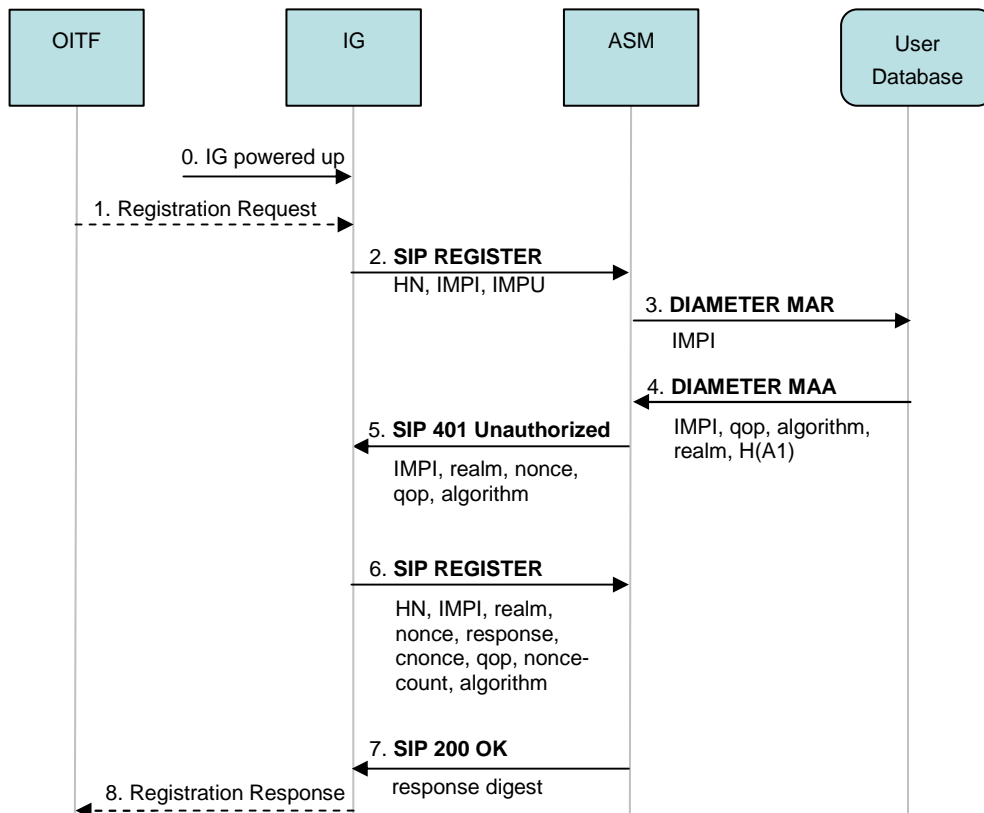 OITF
IG
ASM
User
Database
0. IG powered up
1. Registration Request
2. SIP REGISTER
HN, IMPI, IMPU
3. DIAMETER MAR
IMPI
4. DIAMETER MAA
IMPI, qop, algorithm,
realm, H(A1)
5. SIP 401 Unauthorized
IMPI, realm, nonce,
qop, algorithm
6. SIP REGISTER
HN, IMPI, realm,
nonce, response,
cnonce, qop, nonce-
count, algorithm
7. SIP 200 OK
response digest
8. Registration Response